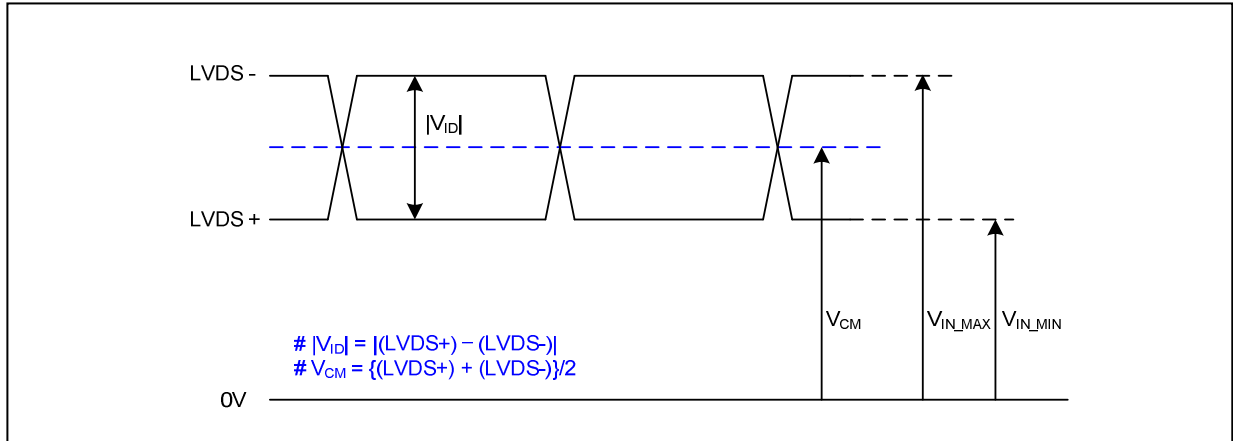 LVDS -
|VID|
LVDS +
VCM
VIN_MAX
VIN_MIN
# |VID| = |(LVDS+) – (LVDS-)|
# VCM = {(LVDS+) + (LVDS-)}/2
0V